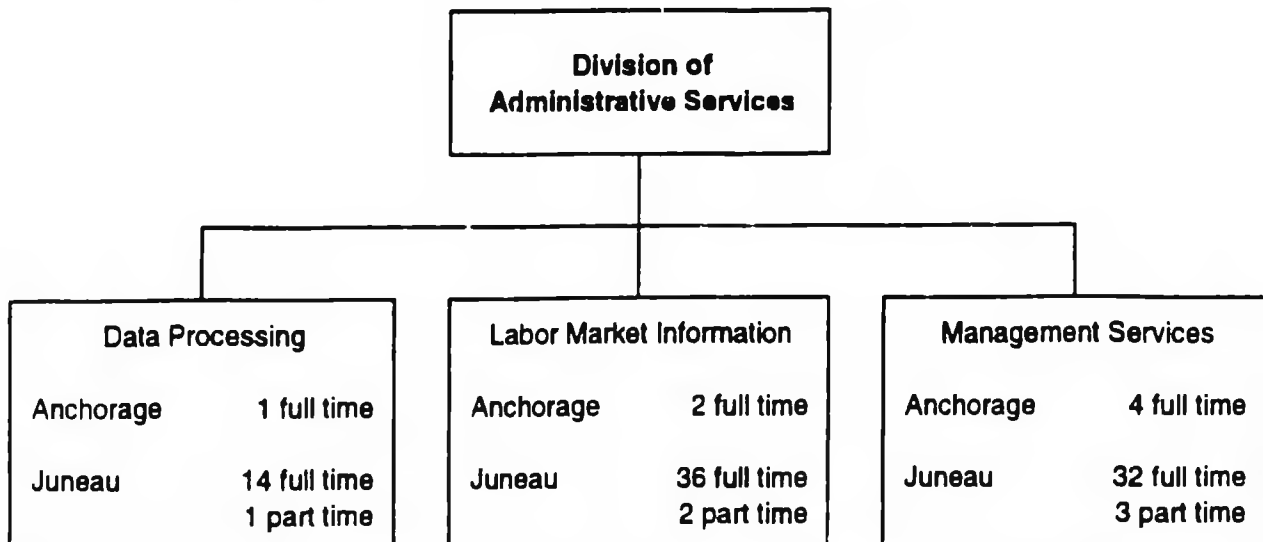 Division of
Administrative Services
Data Processing
Anchorage 1 full time
Juneau 14 full time
1 part time
Labor Market Information
Anchorage 2 full time
Juneau 36 full time
2 part time
Management Services
Anchorage 4 full time
Juneau 32 full time
3 part time